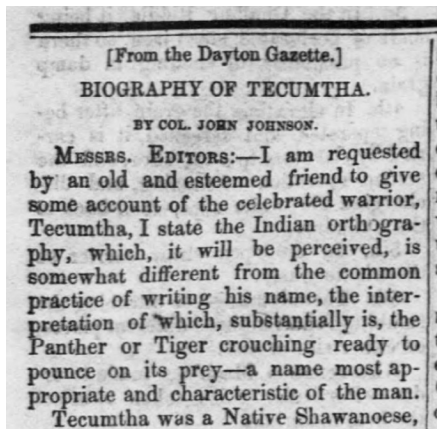 [From the Dayton Gazette.]
BIOGRAPHY OF TECUMTHA.
BY COL. JOHN JOHNSON.
MESSRS. EDITORS:—I am requested
by an old and esteemed friend to give
some account of the celebrated warrior,
Tecumtha, I state the Indian orthogra-
phy, which, it will be perceived, is
somewhat different from the common
practice of writing his name, the inter-
pretation of which, substantially is, the
Panther or Tiger crouching ready to
pounce on its prey—a name most ap-
propriate and characteristic of the man.
Tecumtha was a Native Shawanoese,